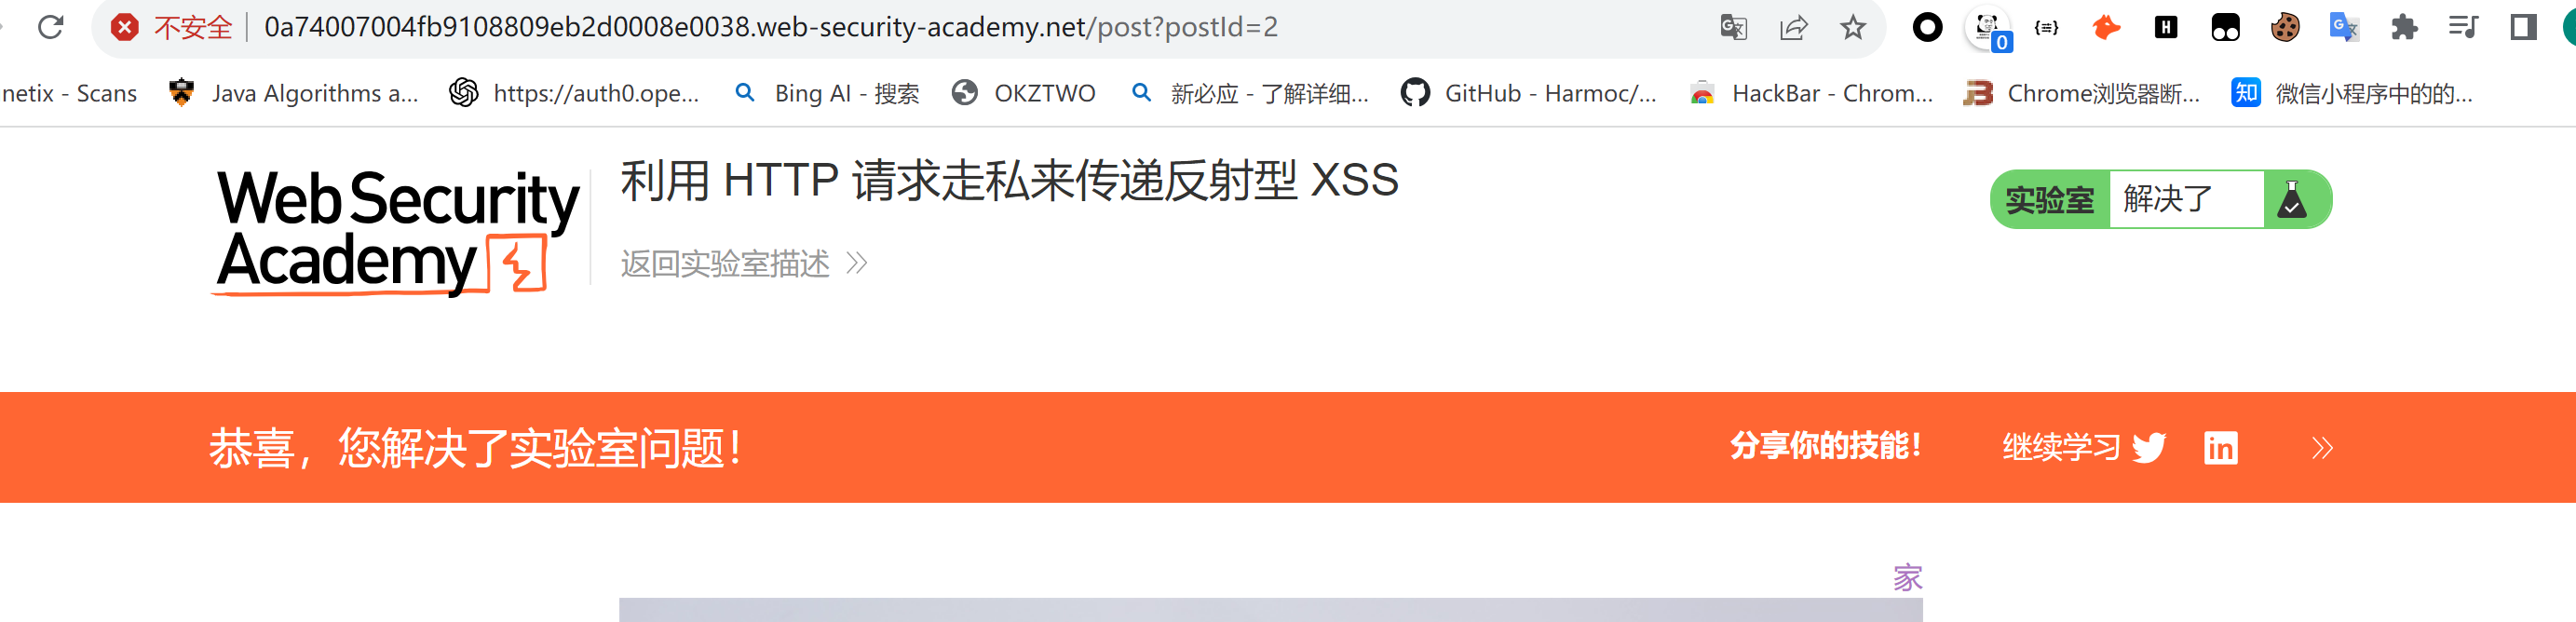 不安全 0a74007004fb9108809eb2d0008e0038.web-security-academy.net/post?postId=2
netix - Scans Java Algorithms a... https://auth0.ope... Bing AI - 搜索 OKZTWO 新必应 - 了解详细... GitHub - Harmoc/... HackBar - Chrom... Chrome浏览器断... 知 微信小程序中的的...
Web Security
Academy
利用 HTTP 请求走私来传递反射型 XSS
返回实验室描述
实验室 解决了
恭喜，您解决了实验室问题！
分享你的技能！ 继续学习
家